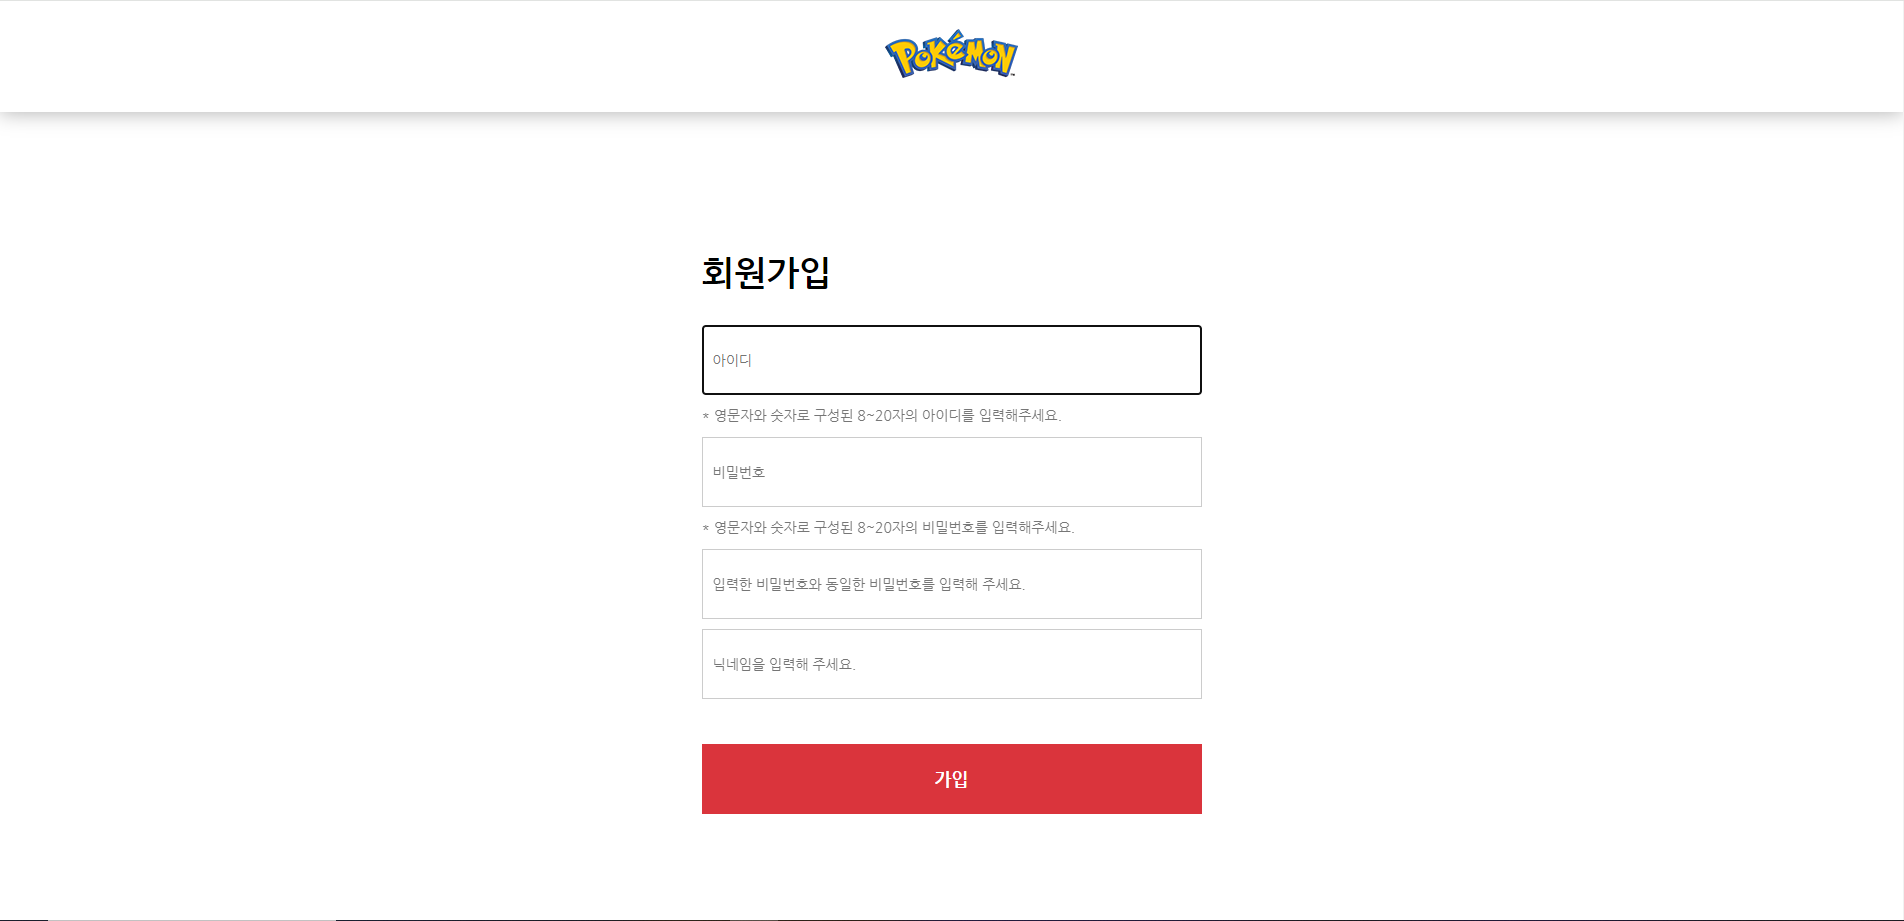 POKÉMON
회원가입
아이디
* 영문자와 숫자로 구성된 8~20자의 아이디를 입력해주세요.
비밀번호
* 영문자와 숫자로 구성된 8~20자의 비밀번호를 입력해주세요.
입력한 비밀번호와 동일한 비밀번호를 입력해 주세요.
닉네임을 입력해 주세요.
가입